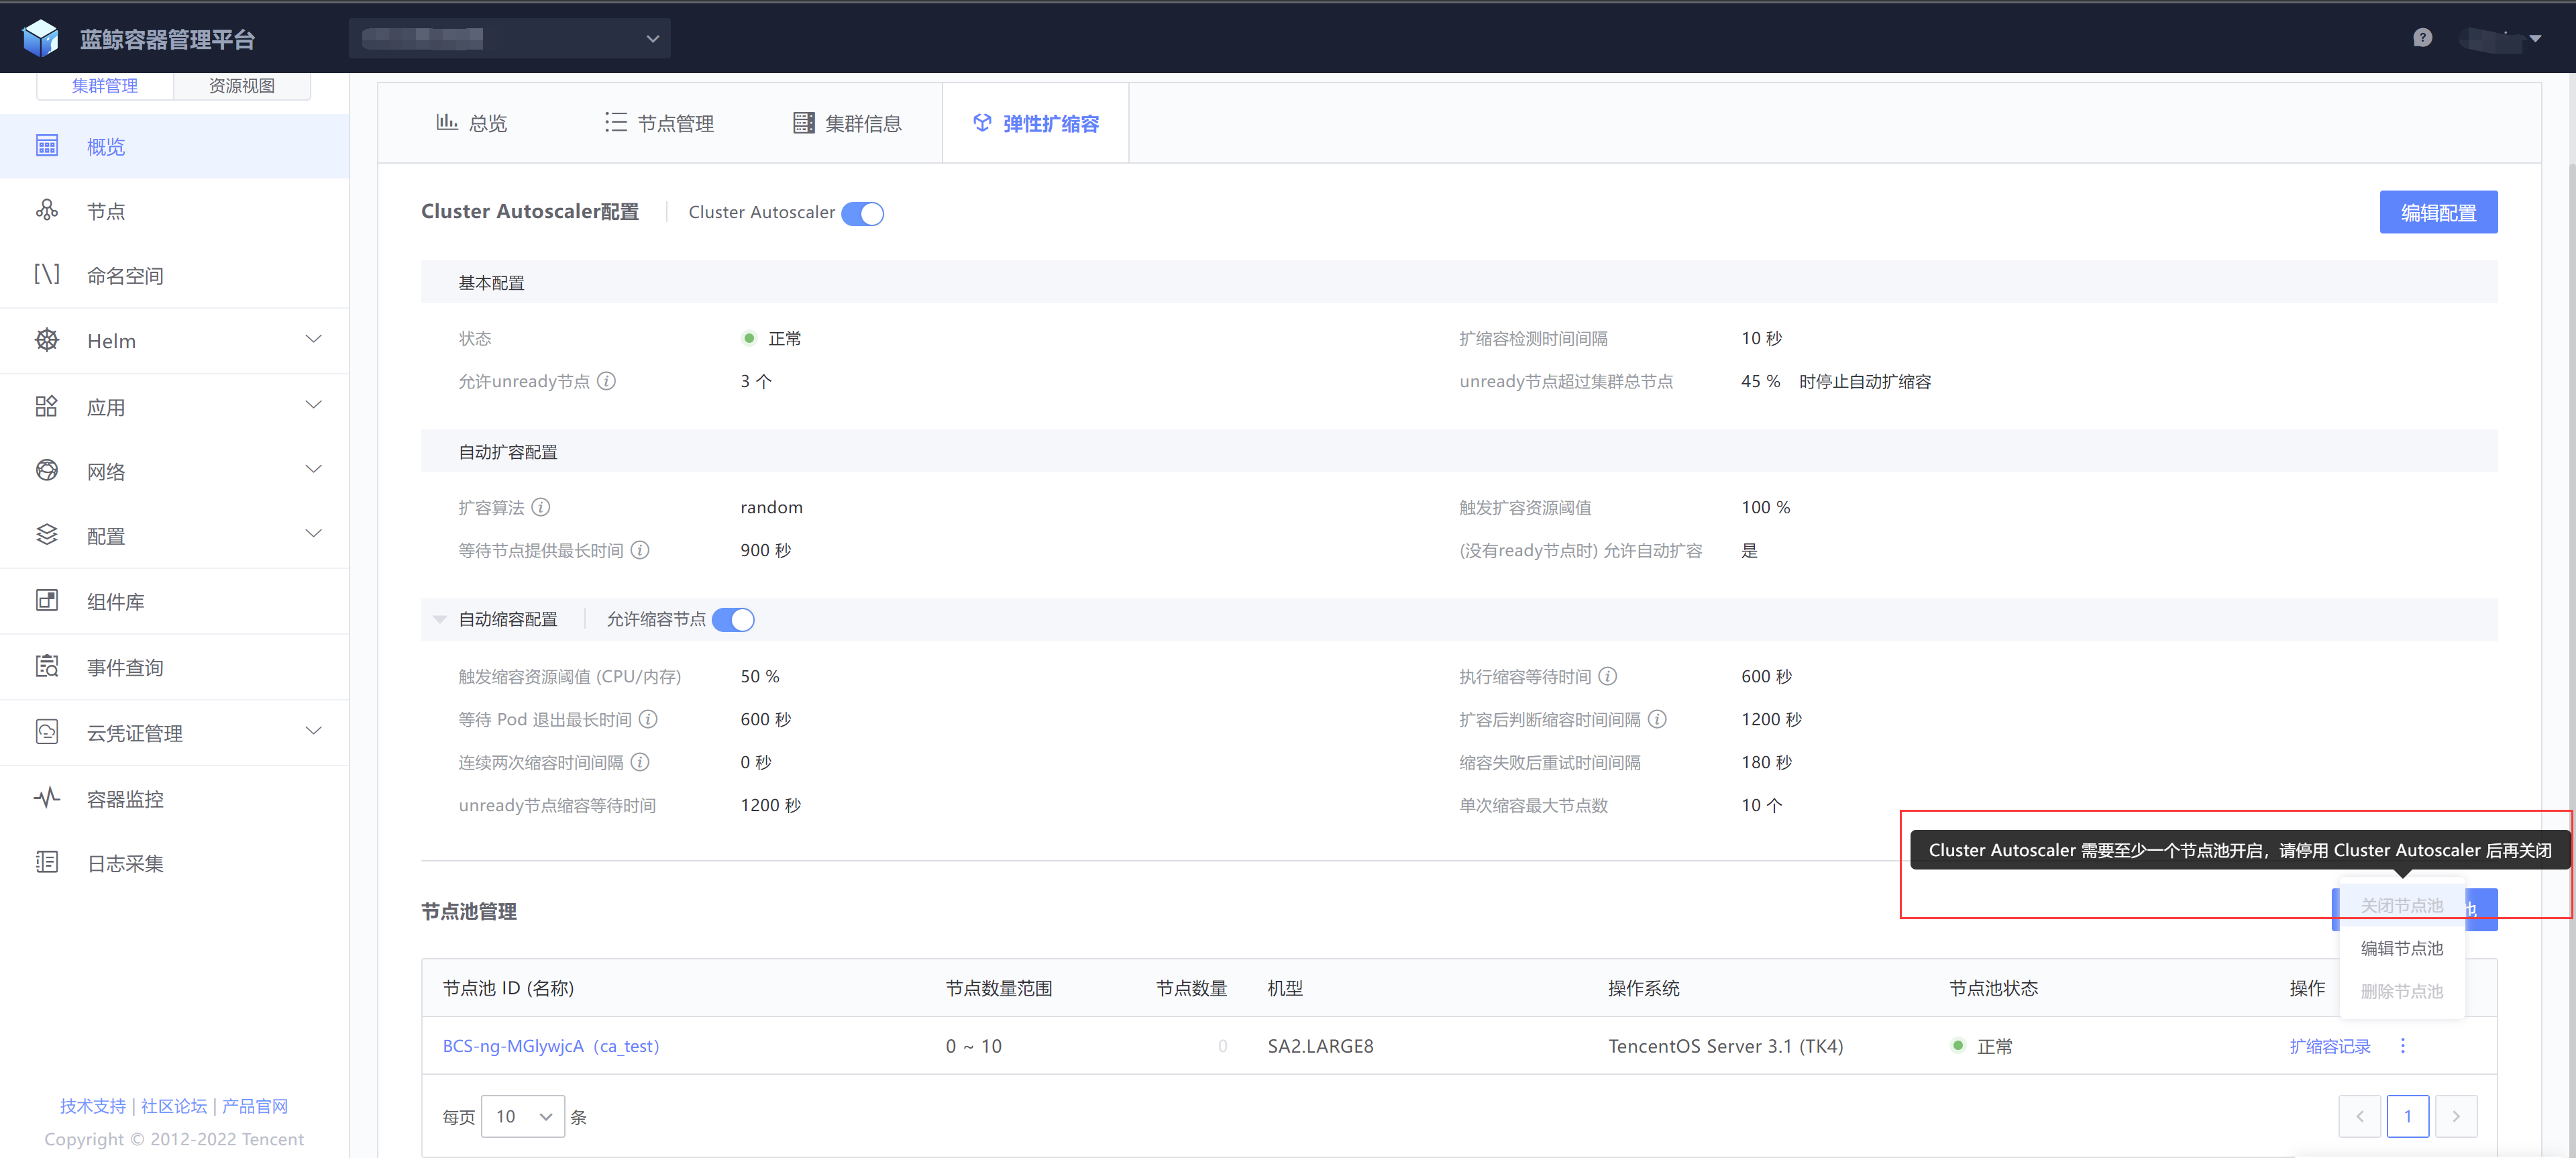 蓝鲸容器管理平台
集群管理 资源视图
概览
节点
命名空间
Helm
应用
网络
配置
组件库
事件查询
云凭证管理
容器监控
日志采集
技术支持 | 社区论坛 | 产品官网
Copyright © 2012-2022 Tencent
总览 节点管理 集群信息 弹性扩缩容
Cluster Autoscaler配置 Cluster Autoscaler 编辑配置
基本配置
状态 正常 扩缩容检测时间间隔 10 秒
允许unready节点 3 个 unready节点超过集群总节点 45 % 时停止自动扩缩容
自动扩容配置
扩容算法 random 触发扩容资源阈值 100 %
等待节点提供最长时间 900 秒 (没有ready节点时) 允许自动扩容 是
自动缩容配置 允许缩容节点
触发缩容资源阈值 (CPU/内存) 50 % 执行缩容等待时间 600 秒
等待 Pod 退出最长时间 600 秒 扩容后判断缩容时间间隔 1200 秒
连续两次缩容时间间隔 0 秒 缩容失败后重试时间间隔 180 秒
unready节点缩容等待时间 1200 秒 单次缩容最大节点数 10 个
Cluster Autoscaler 需要至少一个节点池开启，请停用 Cluster Autoscaler 后再关闭
节点池管理
关闭节点池
编辑节点池
删除节点池
节点池 ID (名称) 节点数量范围 节点数量 机型 操作系统 节点池状态 操作
BCS-ng-MGlywjcA（ca_test） 0 ~ 10 0 SA2.LARGE8 TencentOS Server 3.1 (TK4) 正常 扩缩容记录
每页 10 条 1